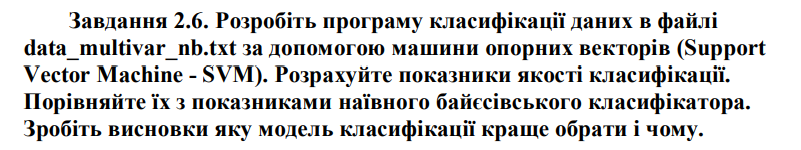 Завдання 2.6. Розробіть програму класифікації даних в файлі
data_multivar_nb.txt за допомогою машини опорних векторів (Support
Vector Machine - SVM). Розрахуйте показники якості класифікації.
Порівняйте їх з показниками наївного байєсівського класифікатора.
Зробіть висновки яку модель класифікації краще обрати і чому.